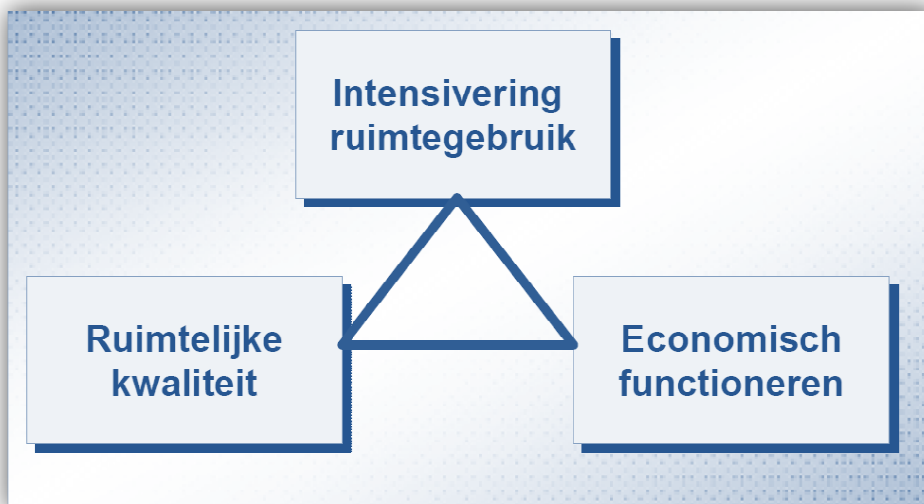 Intensivering
ruimtegebruik
Ruimtelijke
kwaliteit
Economisch
functioneren